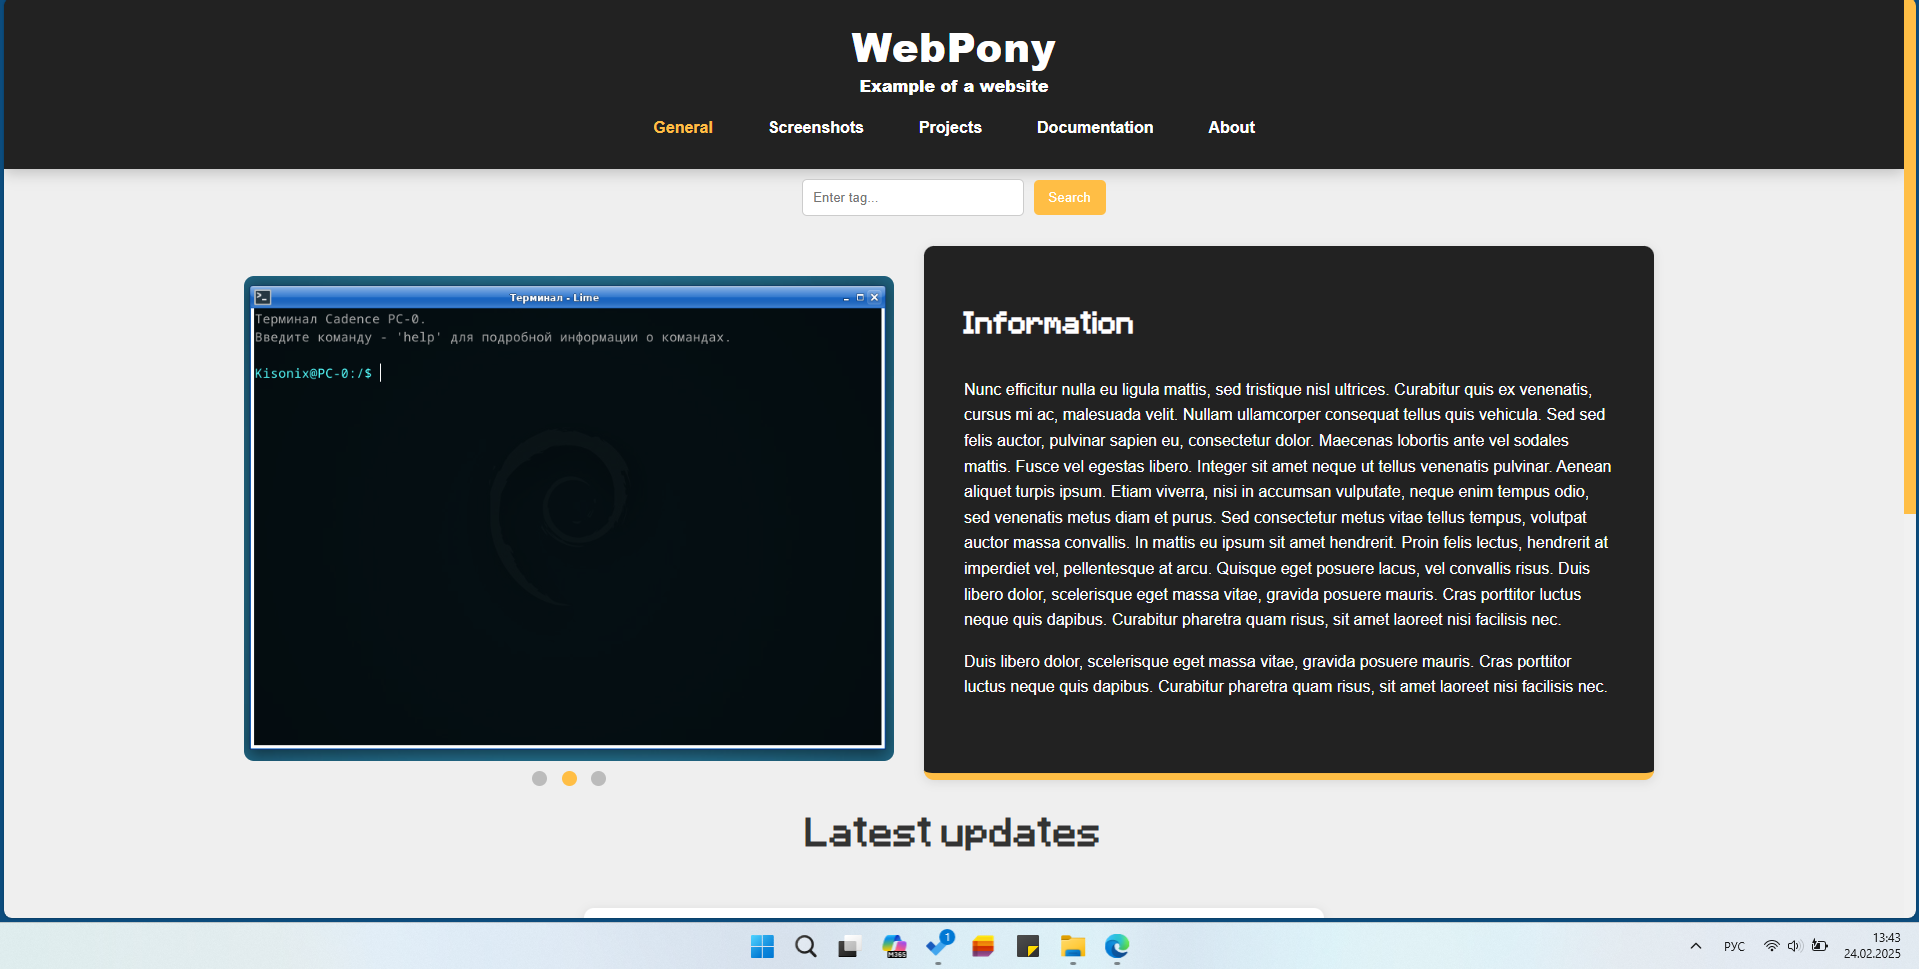 WebPony
Example of a website
General Screenshots Projects Documentation About
Enter tag... Search
Терминал - Lime
Терминал Cadence PC-0.
Введите команду - 'help' для подробной информации о командах.
Kisonix@PC-0:/$
Information
Nunc efficitur nulla eu ligula mattis, sed tristique nisl ultrices. Curabitur quis ex venenatis,
cursus mi ac, malesuada velit. Nullam ullamcorper consequat tellus quis vehicula. Sed sed
felis auctor, pulvinar sapien eu, consectetur dolor. Maecenas lobortis ante vel sodales
mattis. Fusce vel egestas libero. Integer sit amet neque ut tellus venenatis pulvinar. Aenean
aliquet turpis ipsum. Etiam viverra, nisi in accumsan vulputate, neque enim tempus odio,
sed venenatis metus diam et purus. Sed consectetur metus vitae tellus tempus, volutpat
auctor massa convallis. In mattis eu ipsum sit amet hendrerit. Proin felis lectus, hendrerit at
imperdiet vel, pellentesque at arcu. Quisque eget posuere lacus, vel convallis risus. Duis
libero dolor, scelerisque eget massa vitae, gravida posuere mauris. Cras porttitor luctus
neque quis dapibus. Curabitur pharetra quam risus, sit amet laoreet nisi facilisis nec.
Duis libero dolor, scelerisque eget massa vitae, gravida posuere mauris. Cras porttitor
luctus neque quis dapibus. Curabitur pharetra quam risus, sit amet laoreet nisi facilisis nec.
Latest updates
M365
1
РУС
13:43
24.02.2025